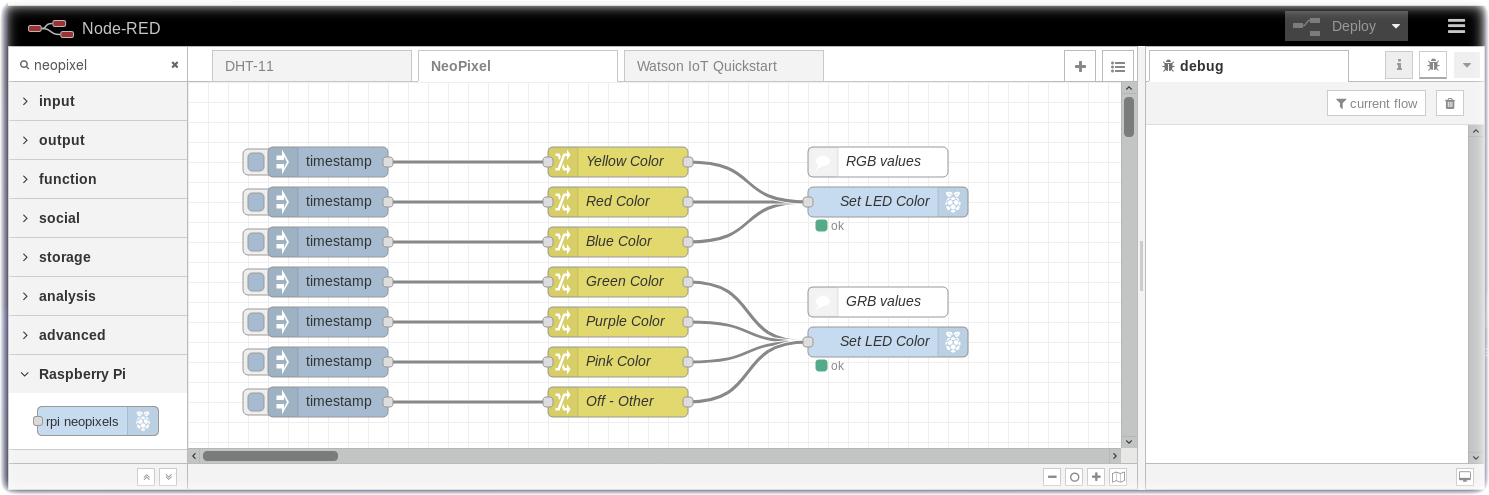 Node-RED
Deploy
neopixel
DHT-11
NeoPixel
Watson IoT Quickstart
debug
current flow
input
output
function
social
storage
analysis
advanced
Raspberry Pi
rpi neopixels
timestamp
Yellow Color
RGB values
timestamp
Red Color
Set LED Color
ok
timestamp
Blue Color
timestamp
Green Color
GRB values
timestamp
Purple Color
Set LED Color
ok
timestamp
Pink Color
timestamp
Off - Other